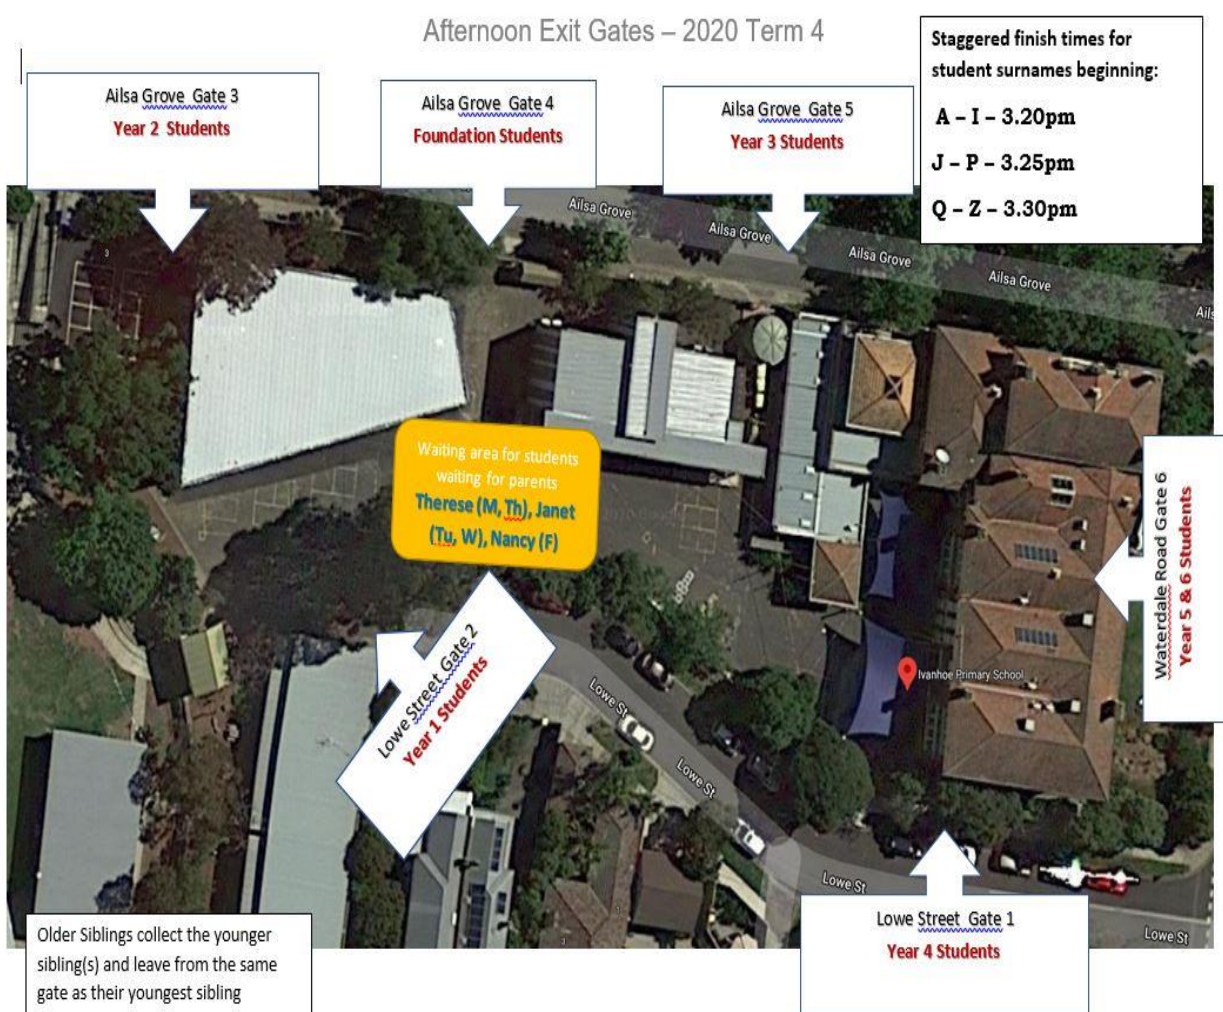 Afternoon Exit Gates – 2020 Term 4
Staggered finish times for
student surnames beginning:
A – I – 3.20pm
J – P – 3.25pm
Q – Z – 3.30pm
Ailsa Grove Gate 3
Year 2 Students
Ailsa Grove Gate 4
Foundation Students
Ailsa Grove Gate 5
Year 3 Students
Ailsa Grove
Ailsa Grove
Ailsa Grove
Ailsa Grove
Ails
3
Waiting area for students
waiting for parents
Therese (M, Th), Janet
(Tu, W), Nancy (F)
Waterdale Road Gate 6
Year 5 & 6 Students
Lowe Street Gate 2
Year 1 Students
Ivanhoe Primary School
Lowe St
Lowe St
Lowe St
Lowe St
3
Lowe Street Gate 1
Year 4 Students
Older Siblings collect the younger
sibling(s) and leave from the same
gate as their youngest sibling